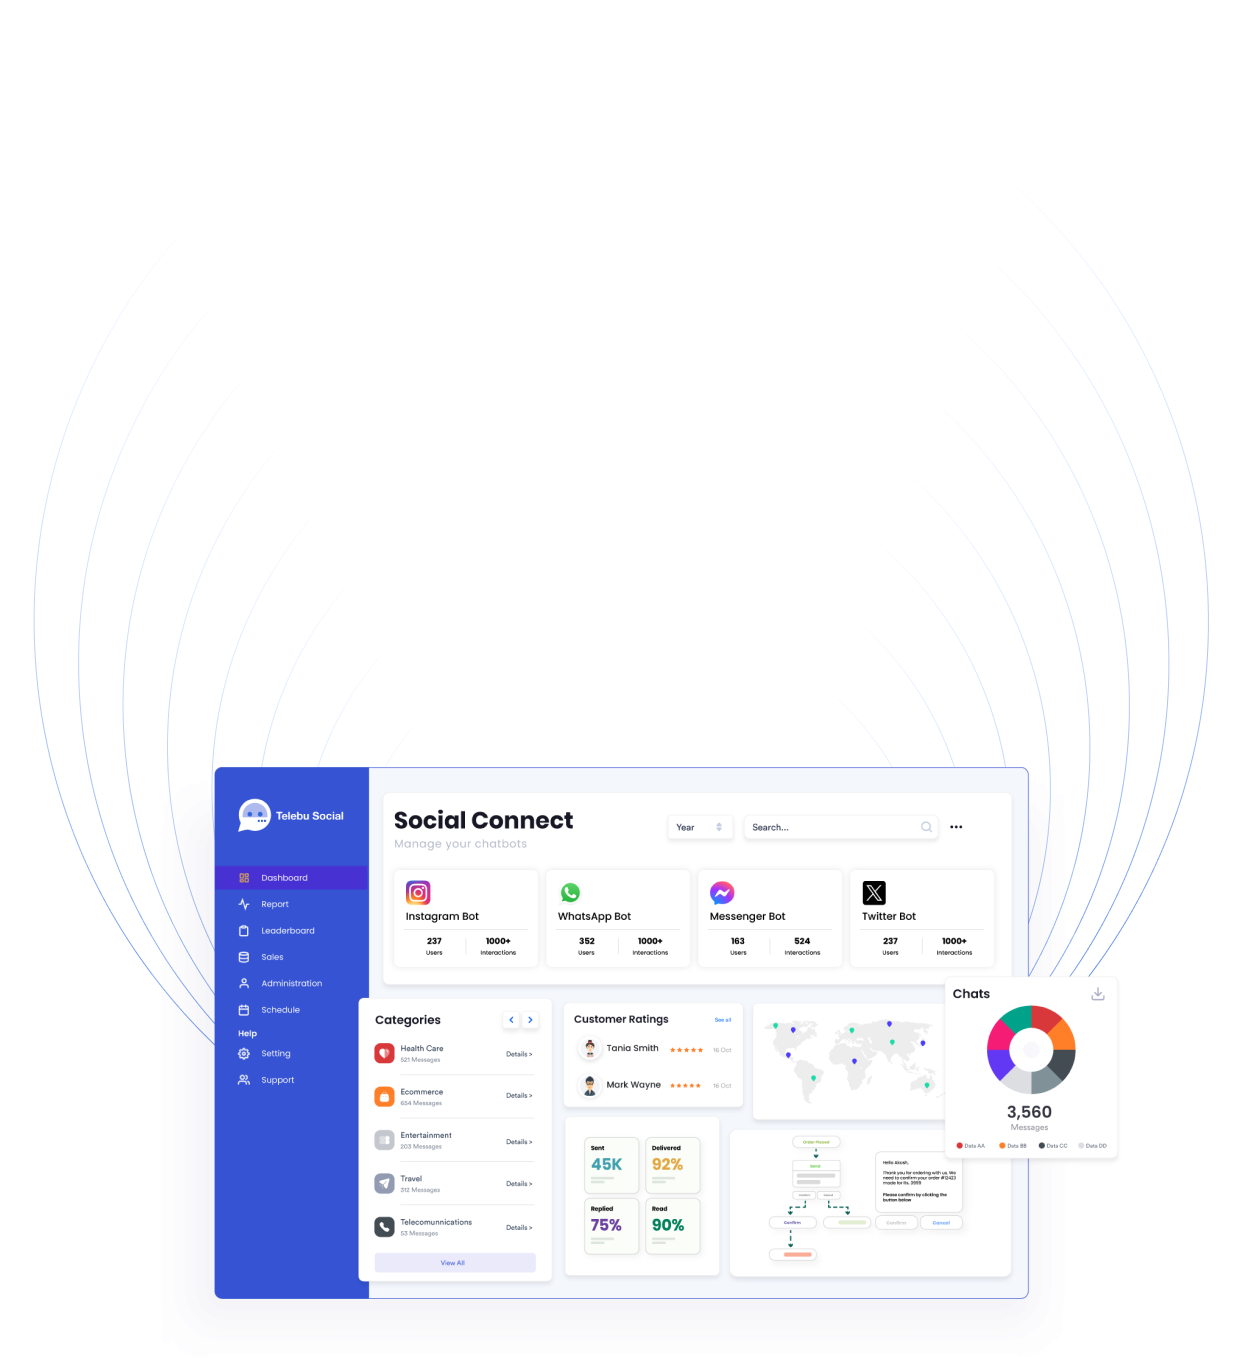 Telebu Social
Dashboard
Report
Leaderboard
Sales
Administration
Schedule
Help
Setting
Support
Social Connect
Manage your chatbots
Year
Search...
Instagram Bot
237
Users
1000+
Interactions
WhatsApp Bot
352
Users
1000+
Interactions
Messenger Bot
163
Users
524
Interactions
Twitter Bot
237
Users
1000+
Interactions
Categories
Health Care
521 Messages
Details >
Ecommerce
654 Messages
Details >
Entertainment
203 Messages
Details >
Travel
312 Messages
Details >
Telecomunnications
53 Messages
Details >
View All
Customer Ratings
See all
Tania Smith
16 Oct
Mark Wayne
16 Oct
Sent
45K
Delivered
92%
Replied
75%
Read
90%
Order Placed
Send
Confirm
Hello Akash,
Thank you for ordering with us. We
need to confirm your order #12423
made for Rs. 3999
Please confirm by clicking the
button below
Confirm
Cancel
Chats
3,560
Messages
Data AA
Data BB
Data CC
Data DD